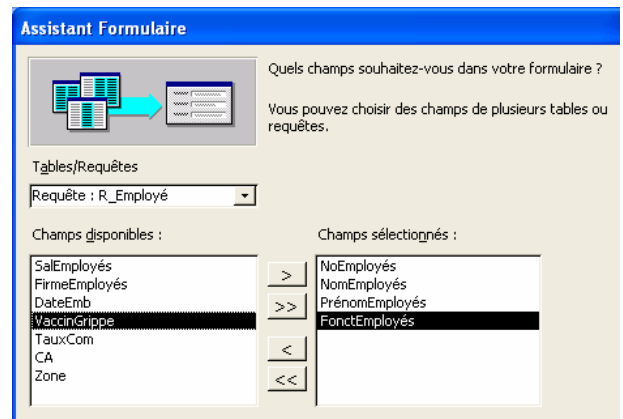 Assistant Formulaire
Quels champs souhaitez-vous dans votre formulaire ?
Vous pouvez choisir des champs de plusieurs tables ou
requêtes.
Tables/Requêtes
Requête : R_Employé
Champs disponibles :
Champs sélectionnés :
SalEmployés
FirmeEmployés
DateEmb
VaccinGrippe
TauxCom
CA
Zone
>
>>
<
<<
NoEmployés
NomEmployés
PrénomEmployés
FonctEmployés